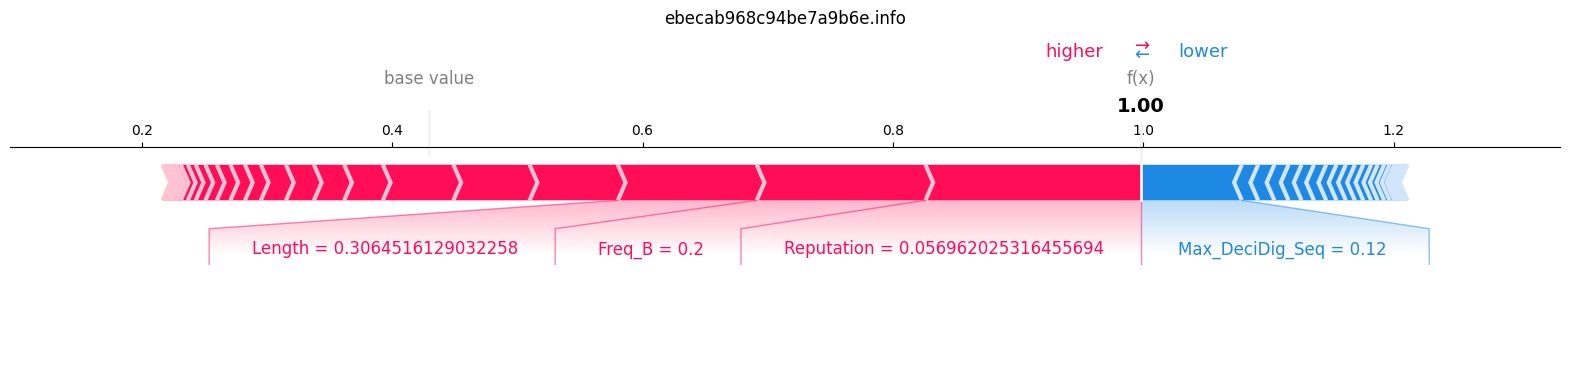 ebecab968c94be7a9b6e.info
higher ⇄ lower
base value f(x)
1.00
0.2 0.4 0.6 0.8 1.0 1.2
Length = 0.3064516129032258 Freq_B = 0.2 Reputation = 0.056962025316455694 Max_DeciDig_Seq = 0.12